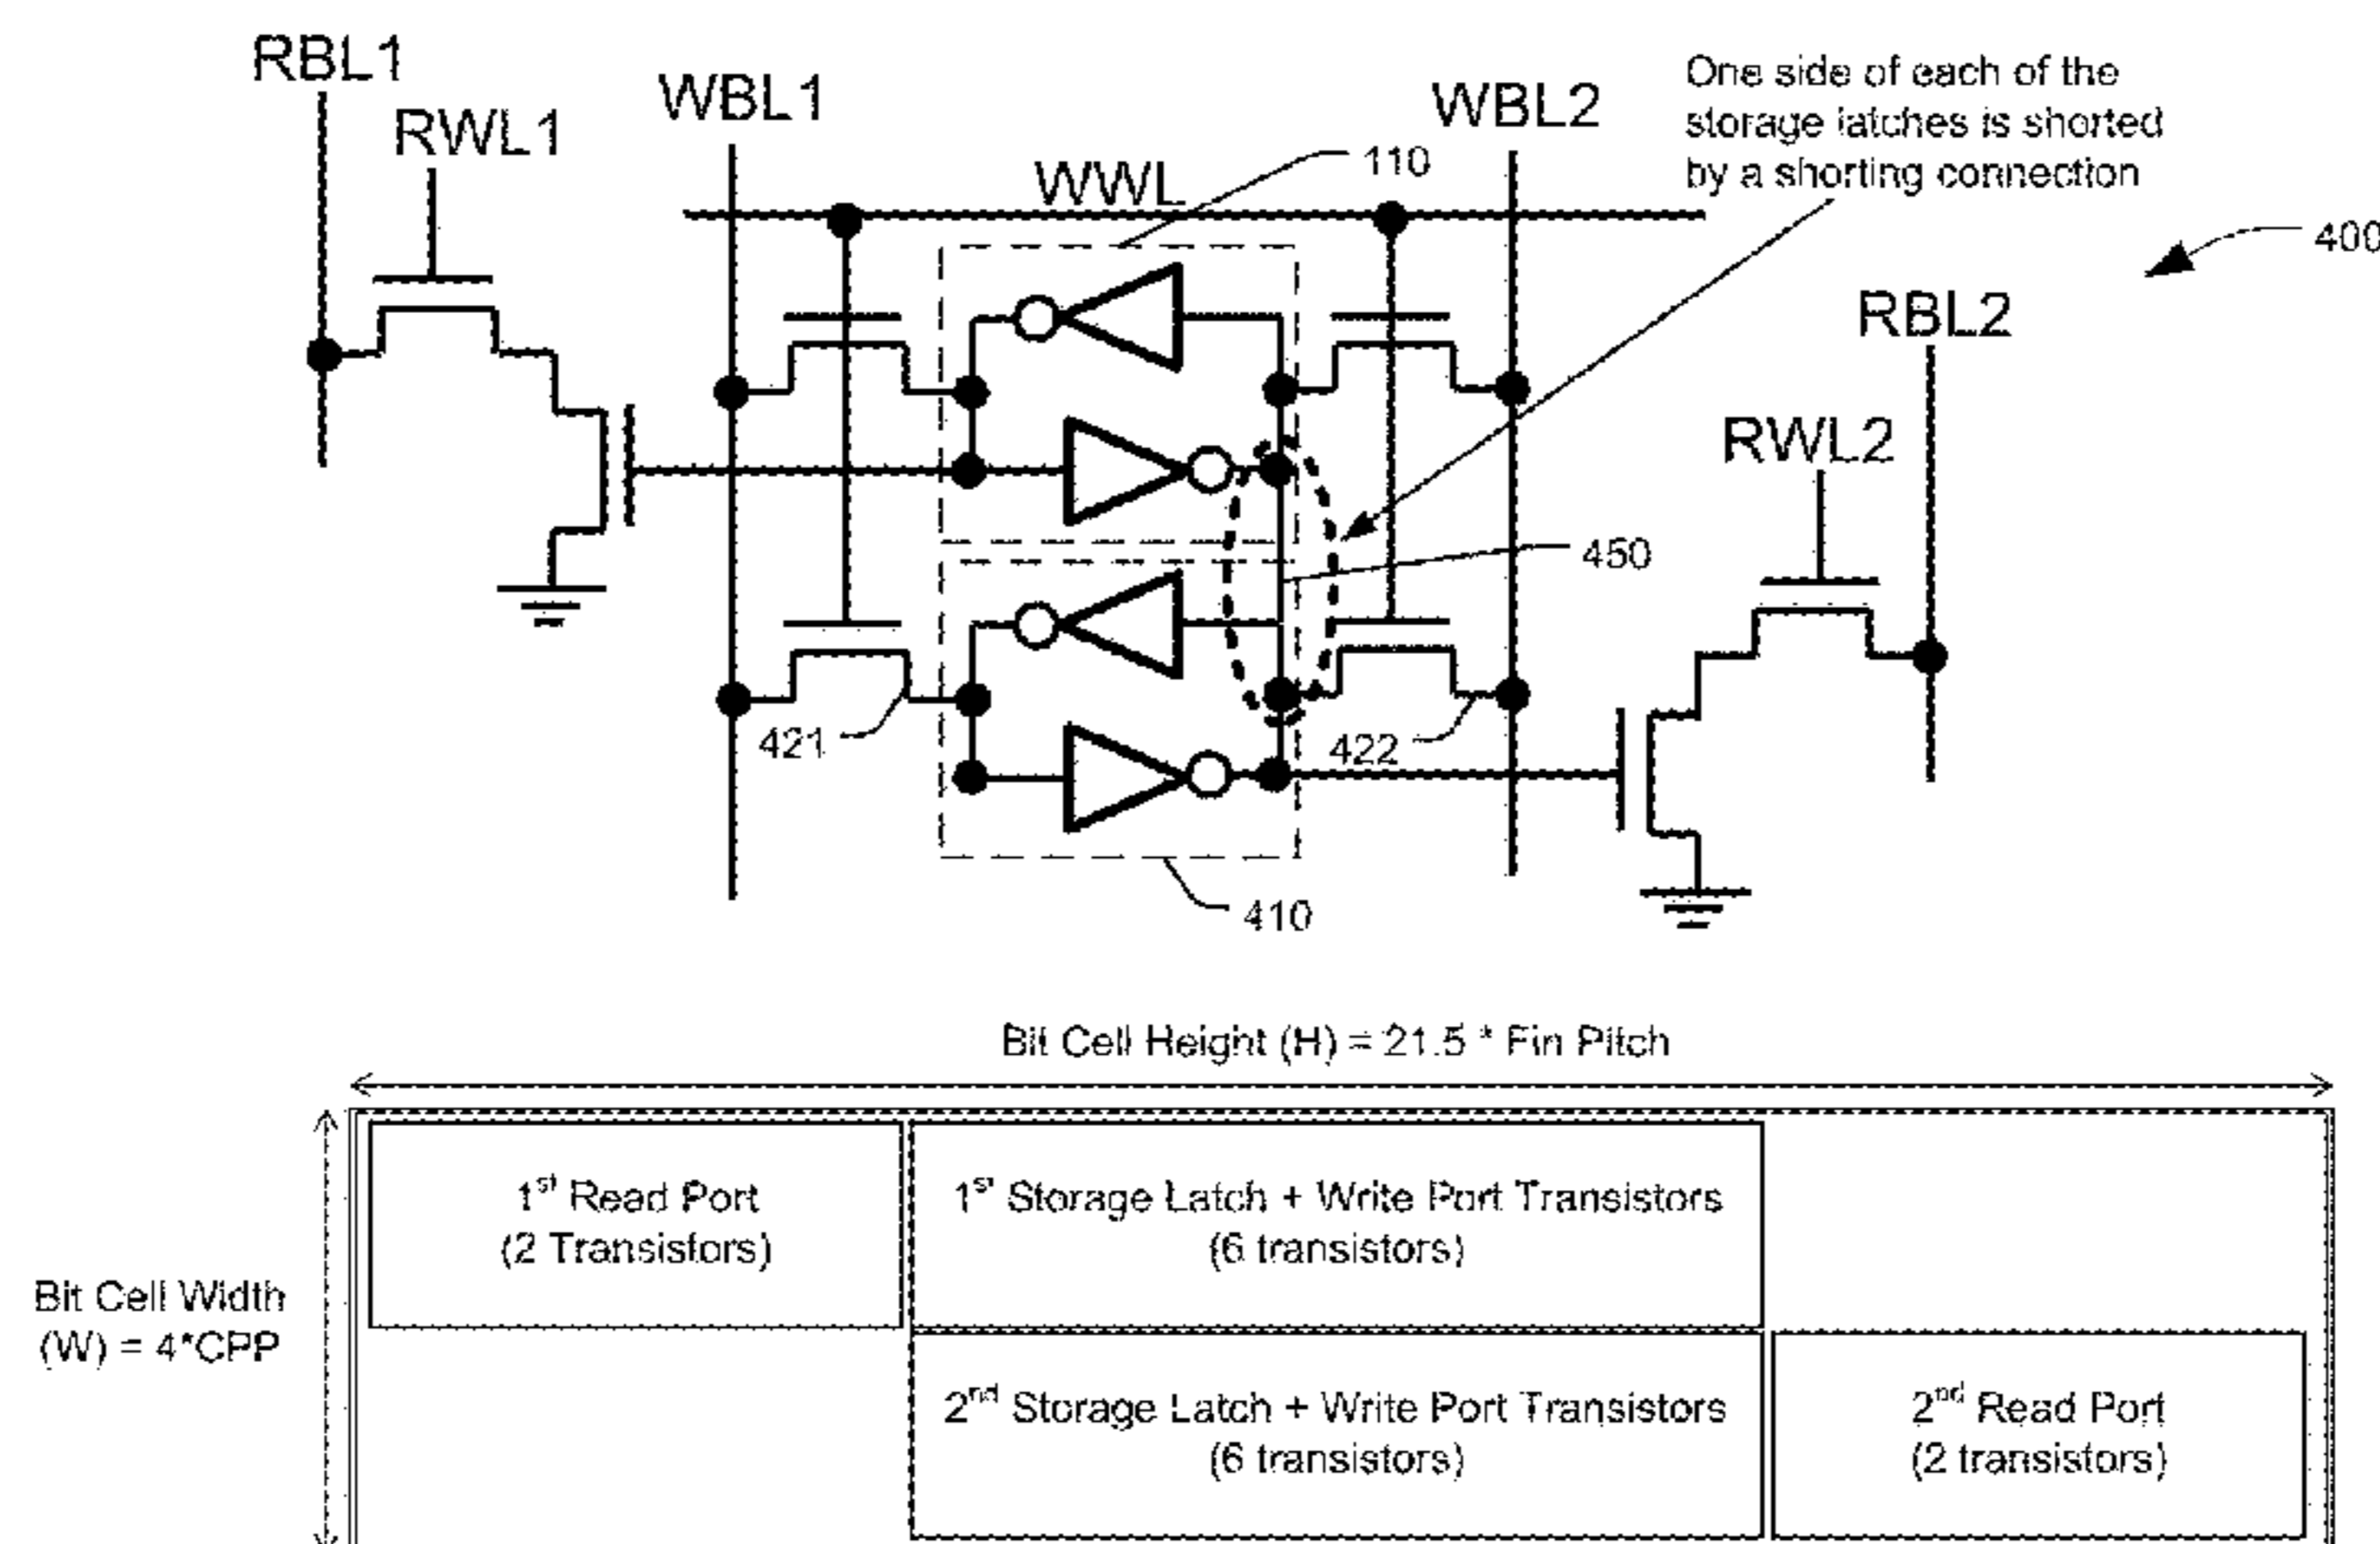 RBL1
RWL1
WBL1
WWL
110
WBL2
One side of each of the
storage latches is shorted
by a shorting connection
400
RBL2
RWL2
450
421
422
410
Bit Cell Height (H) = 21.5 * Fin Pitch
1st Read Port
(2 Transistors)
1st Storage Latch + Write Port Transistors
(6 transistors)
Bit Cell Width
(W) = 4*CPP
2nd Storage Latch + Write Port Transistors
(6 transistors)
2nd Read Port
(2 transistors)